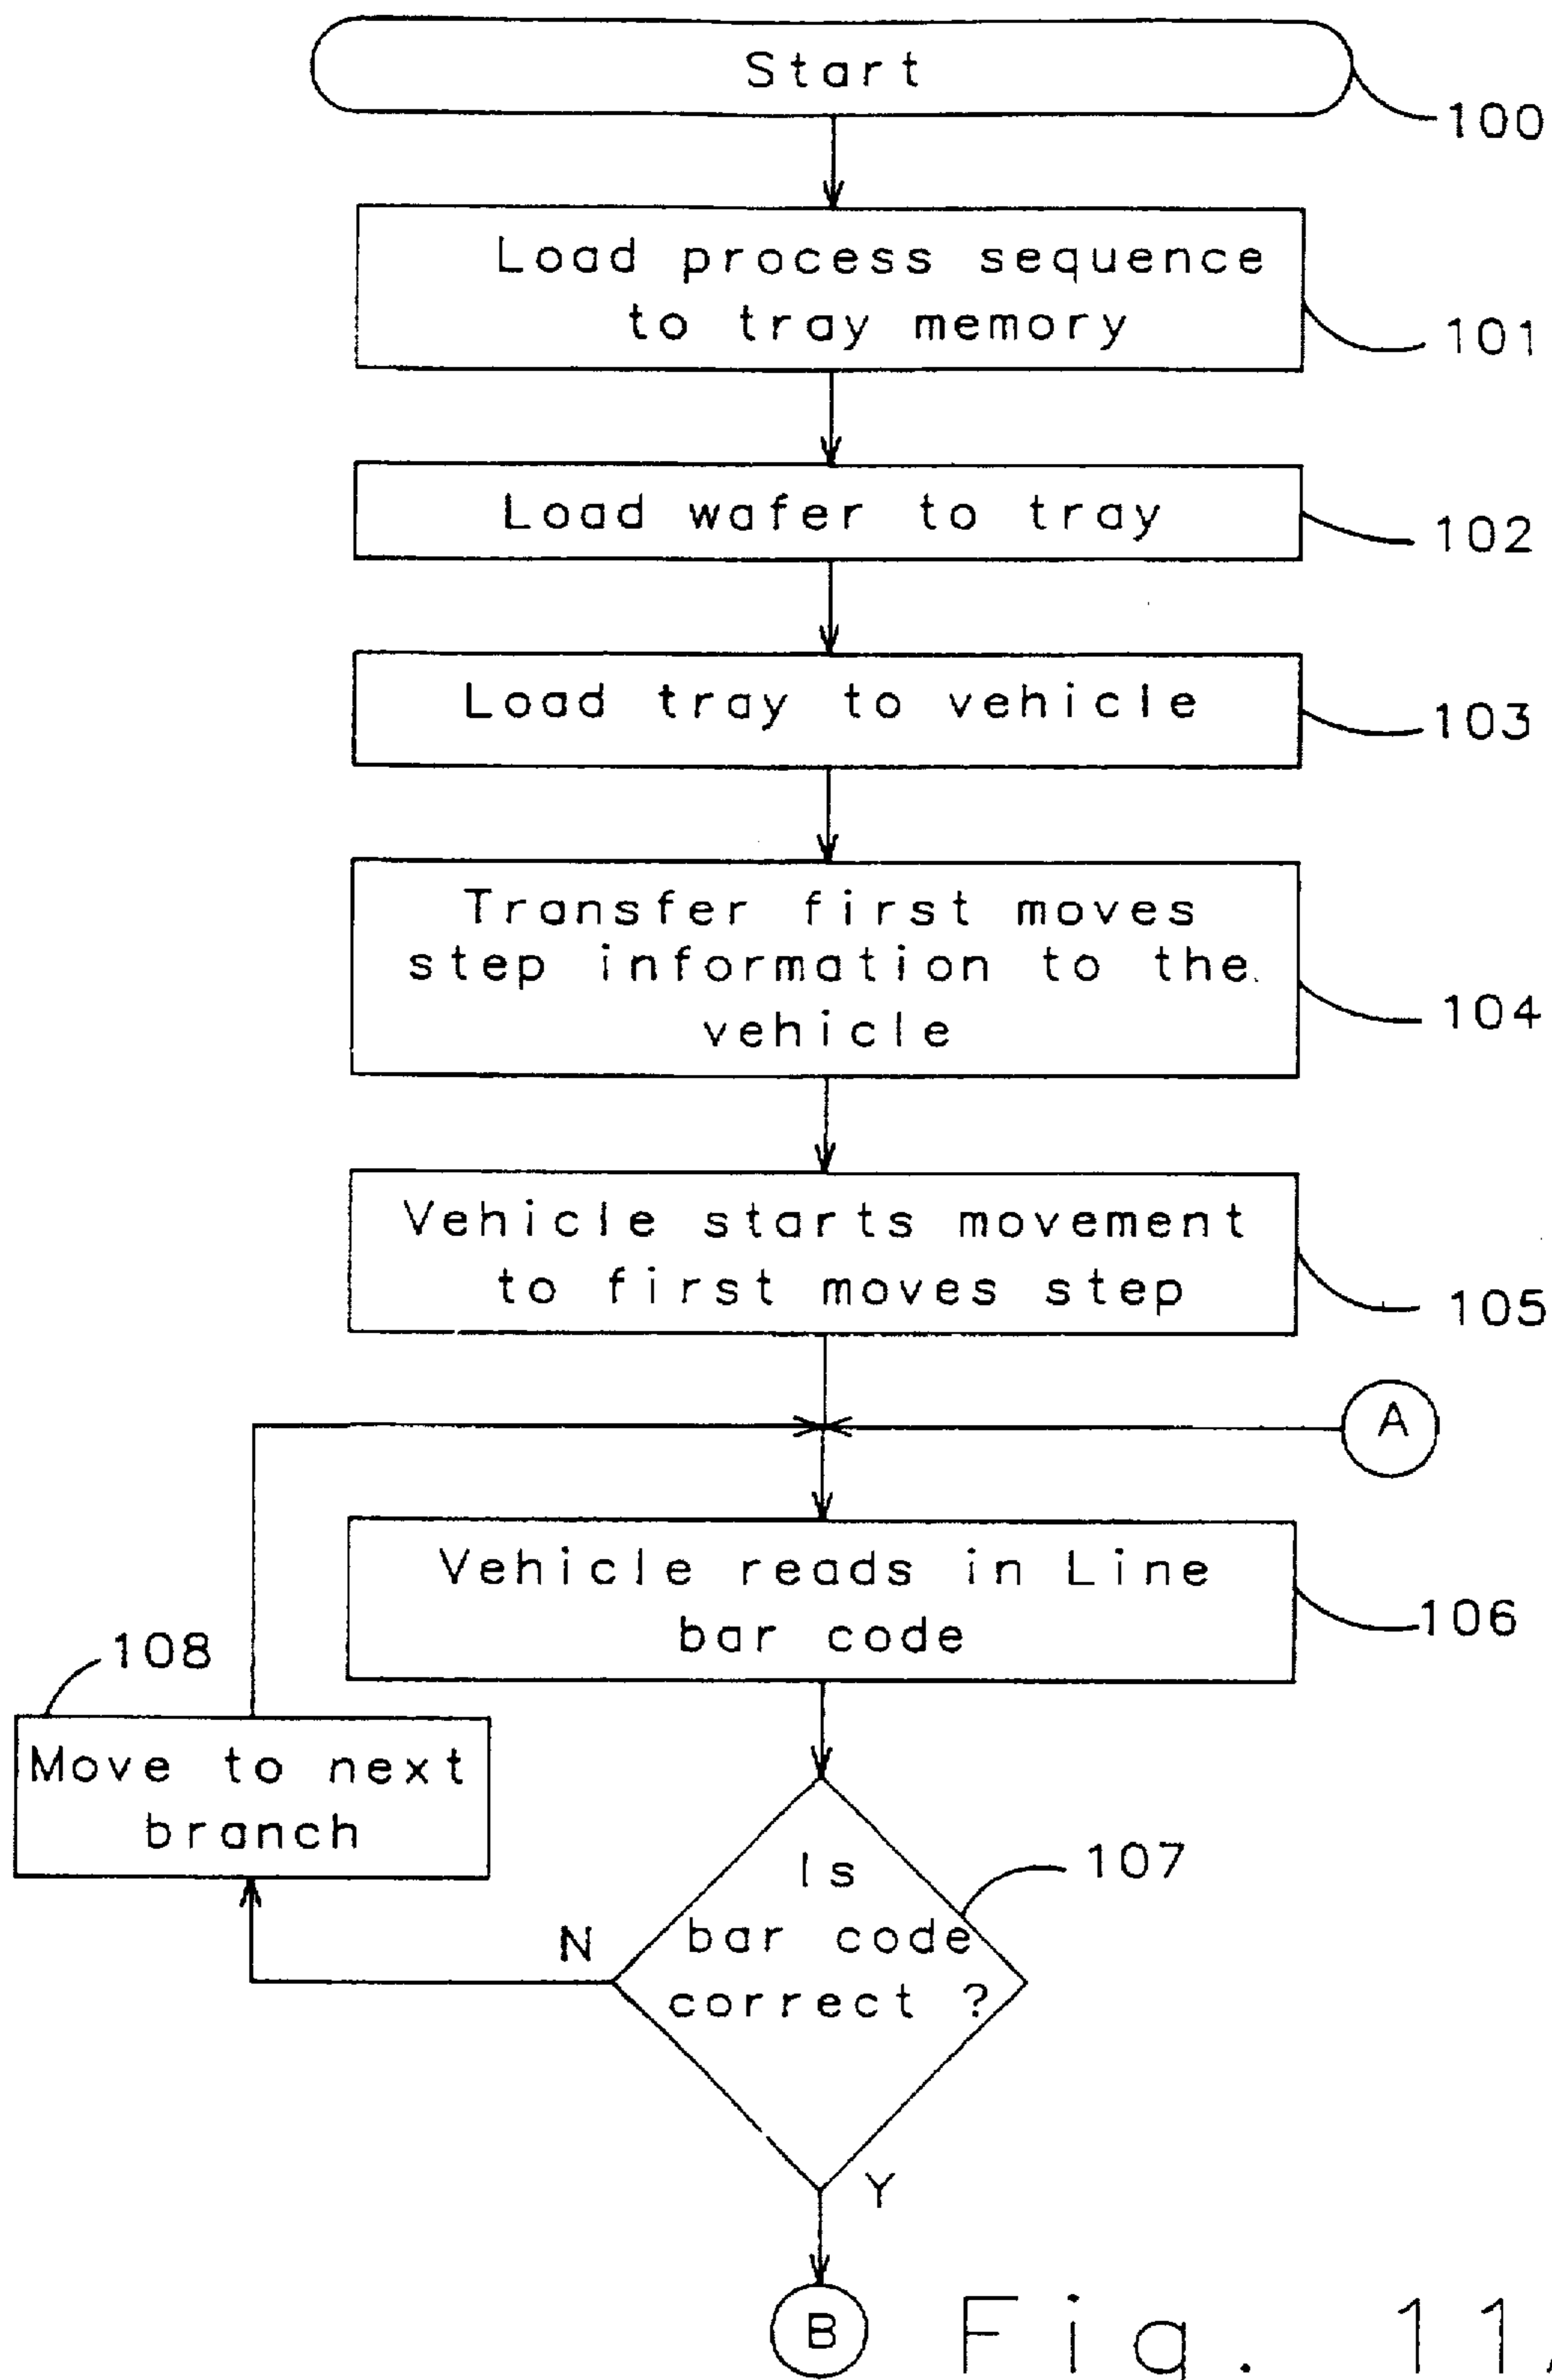 Start
100
Load process sequence
to tray memory
101
Load wafer to tray
102
Load tray to vehicle
103
Transfer first moves
step information to the
vehicle
104
Vehicle starts movement
to first moves step
105
A
Vehicle reads in Line
bar code
106
108
Move to next
branch
Is
bar code
correct ?
107
N
Y
B
Fig. 11